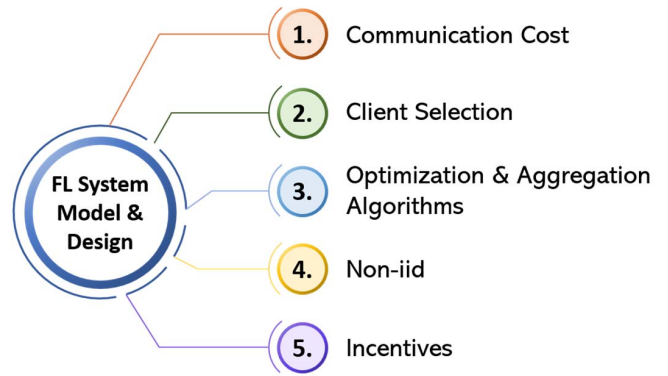 FL System
Model &
Design
1. Communication Cost
2. Client Selection
3. Optimization & Aggregation
Algorithms
4. Non-iid
5. Incentives